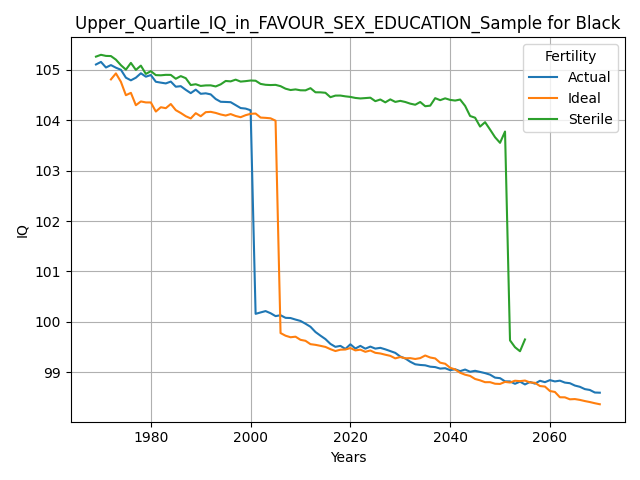 Upper_Quartile_IQ_in_FAVOUR_SEX_EDUCATION_Sample for Black
Fertility
Actual
Ideal
Sterile
105
104
103
102
101
100
99
IQ
1980
2000
2020
2040
2060
Years